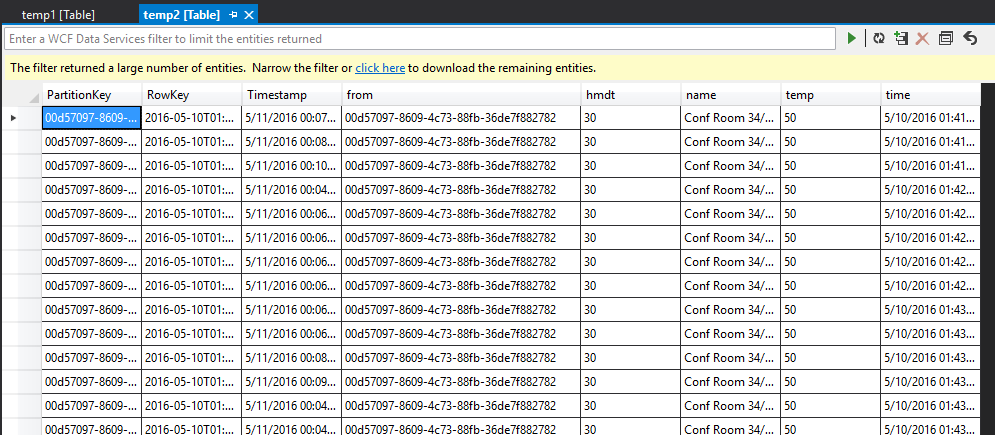 temp1 [Table] temp2 [Table]
Enter a WCF Data Services filter to limit the entities returned
The filter returned a large number of entities. Narrow the filter or click here to download the remaining entities.
PartitionKey RowKey Timestamp from hmdt name temp time
00d57097-8609-... 2016-05-10T01:... 5/11/2016 00:07... 00d57097-8609-4c73-88fb-36de7f882782 30 Conf Room 34/... 50 5/10/2016 01:41...
00d57097-8609-... 2016-05-10T01:... 5/11/2016 00:08... 00d57097-8609-4c73-88fb-36de7f882782 30 Conf Room 34/... 50 5/10/2016 01:41...
00d57097-8609-... 2016-05-10T01:... 5/11/2016 00:10... 00d57097-8609-4c73-88fb-36de7f882782 30 Conf Room 34/... 50 5/10/2016 01:41...
00d57097-8609-... 2016-05-10T01:... 5/11/2016 00:04... 00d57097-8609-4c73-88fb-36de7f882782 30 Conf Room 34/... 50 5/10/2016 01:42...
00d57097-8609-... 2016-05-10T01:... 5/11/2016 00:06... 00d57097-8609-4c73-88fb-36de7f882782 30 Conf Room 34/... 50 5/10/2016 01:42...
00d57097-8609-... 2016-05-10T01:... 5/11/2016 00:06... 00d57097-8609-4c73-88fb-36de7f882782 30 Conf Room 34/... 50 5/10/2016 01:42...
00d57097-8609-... 2016-05-10T01:... 5/11/2016 00:06... 00d57097-8609-4c73-88fb-36de7f882782 30 Conf Room 34/... 50 5/10/2016 01:42...
00d57097-8609-... 2016-05-10T01:... 5/11/2016 00:06... 00d57097-8609-4c73-88fb-36de7f882782 30 Conf Room 34/... 50 5/10/2016 01:42...
00d57097-8609-... 2016-05-10T01:... 5/11/2016 00:06... 00d57097-8609-4c73-88fb-36de7f882782 30 Conf Room 34/... 50 5/10/2016 01:43...
00d57097-8609-... 2016-05-10T01:... 5/11/2016 00:06... 00d57097-8609-4c73-88fb-36de7f882782 30 Conf Room 34/... 50 5/10/2016 01:43...
00d57097-8609-... 2016-05-10T01:... 5/11/2016 00:08... 00d57097-8609-4c73-88fb-36de7f882782 30 Conf Room 34/... 50 5/10/2016 01:43...
00d57097-8609-... 2016-05-10T01:... 5/11/2016 00:09... 00d57097-8609-4c73-88fb-36de7f882782 30 Conf Room 34/... 50 5/10/2016 01:43...
00d57097-8609-... 2016-05-10T01:... 5/11/2016 00:04... 00d57097-8609-4c73-88fb-36de7f882782 30 Conf Room 34/... 50 5/10/2016 01:43...
00d57097-8609-... 2016-05-10T01:... 5/11/2016 00:04... 00d57097-8609-4c73-88fb-36de7f882782 30 Conf Room 34/... 50 5/10/2016 01:43...